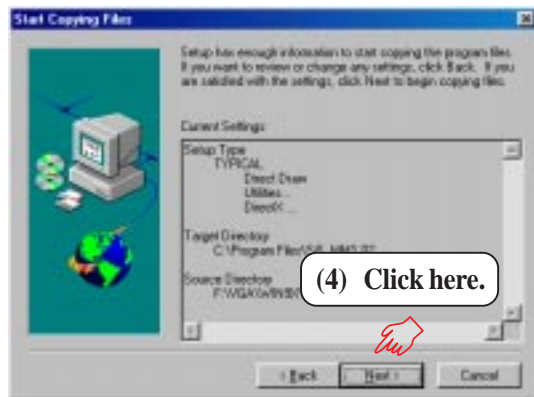 Start Copying Files
Setup has enough information to start copying the program files.
If you want to review or change any settings, click Back. If you
are satisfied with the settings, click Next to begin copying files.
Current Settings:
Setup Type
TYPICAL
Direct Draw
Utilities...
DirectX ...
Target Directory
C:\Program Files\
Source Directory
(4) Click here.
< Back
Next >
Cancel